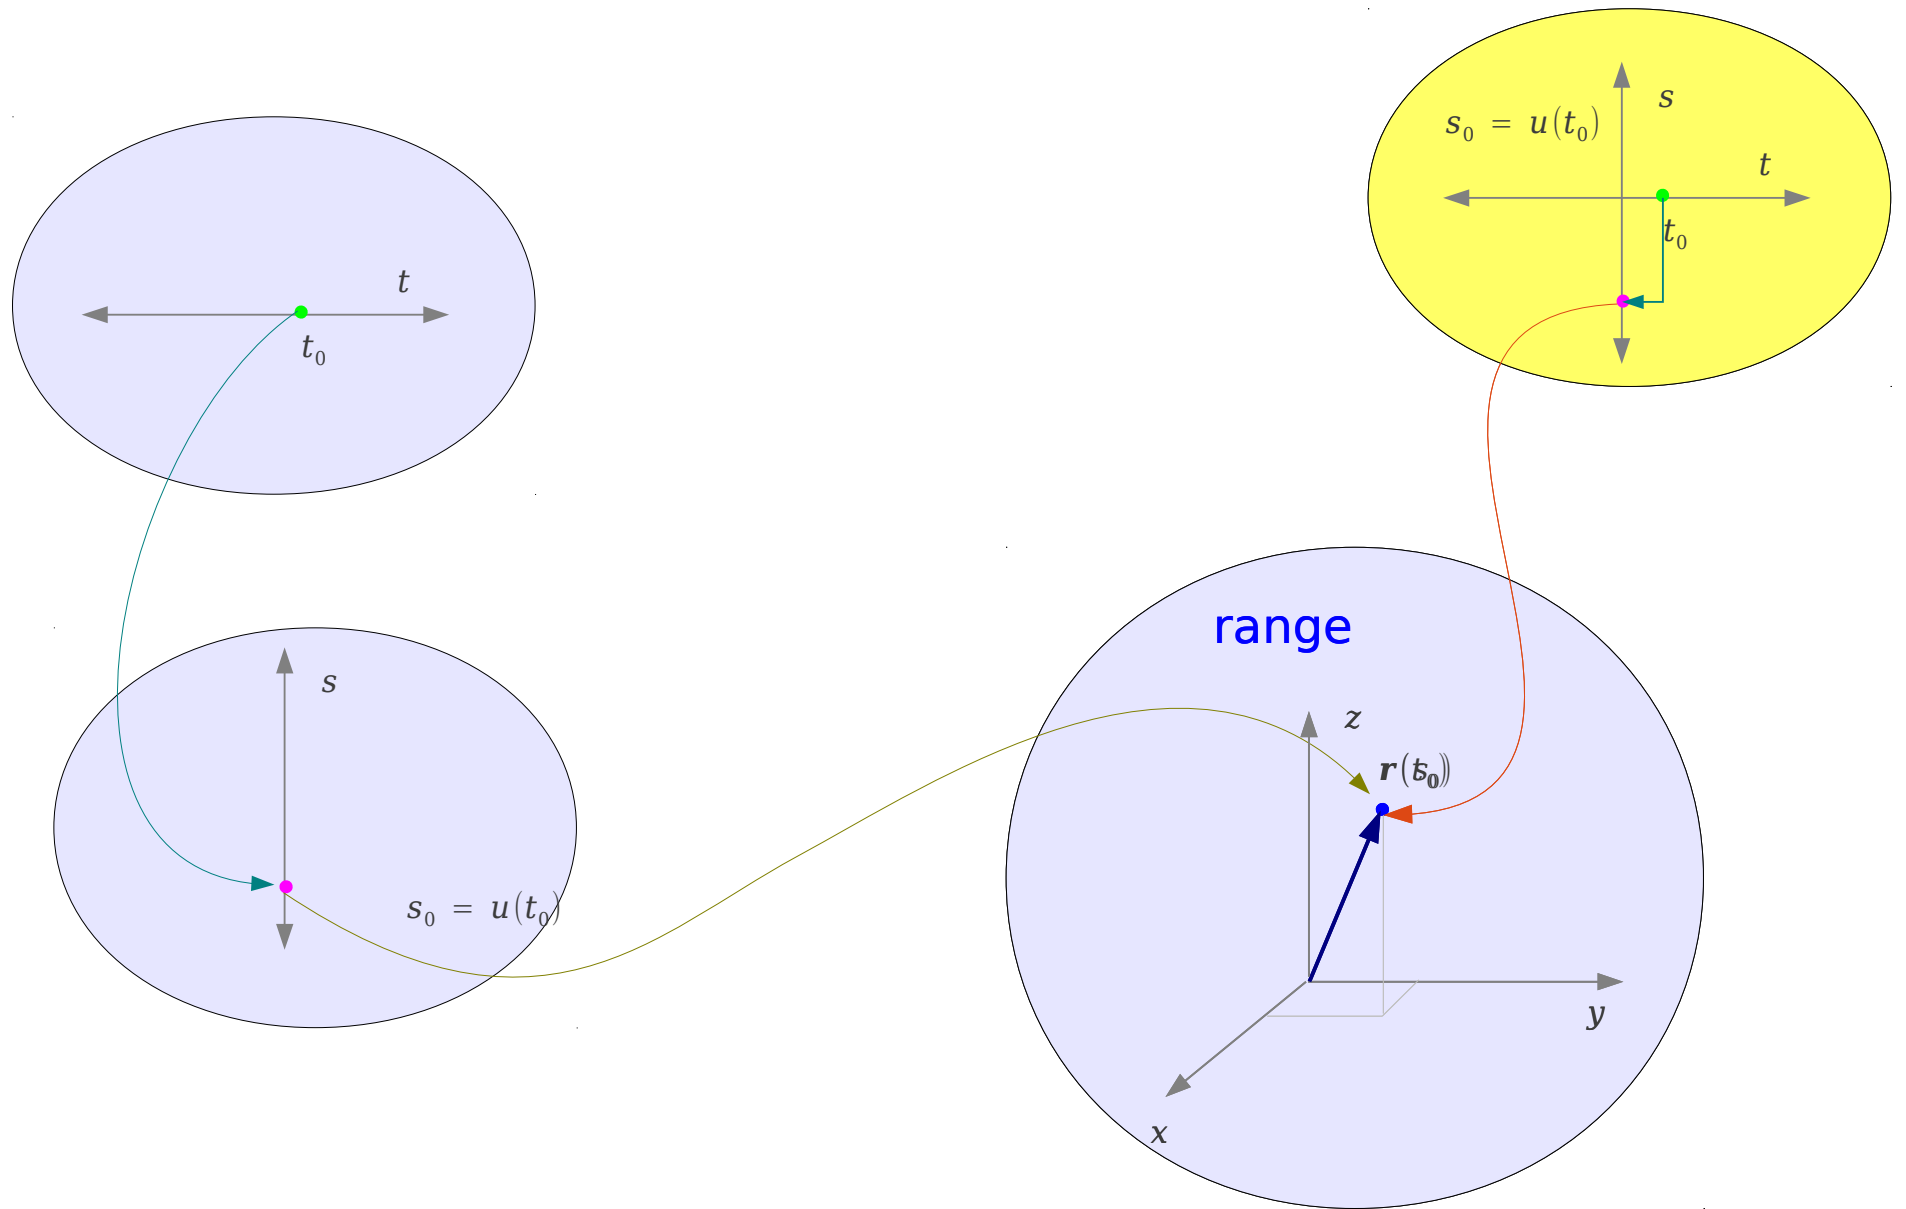 s
s₀ = u(t₀)
t
t₀
t
t₀
range
s
z
s₀ = u(t₀)
y
x